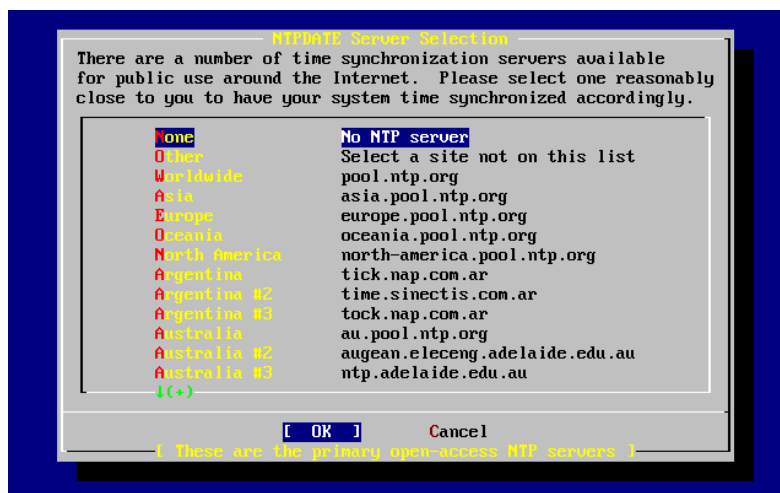 NTPDATE Server Selection
There are a number of time synchronization servers available
for public use around the Internet.  Please select one reasonably
close to you to have your system time synchronized accordingly.
None No NTP server
Other Select a site not on this list
Worldwide pool.ntp.org
Asia asia.pool.ntp.org
Europe europe.pool.ntp.org
Oceania oceania.pool.ntp.org
North America north-america.pool.ntp.org
Argentina tick.nap.com.ar
Argentina #2 time.sinectis.com.ar
Argentina #3 tock.nap.com.ar
Australia au.pool.ntp.org
Australia #2 augean.eleceng.adelaide.edu.au
Australia #3 ntp.adelaide.edu.au
↓(+)
[ OK ] Cancel
[ These are the primary open-access NTP servers ]